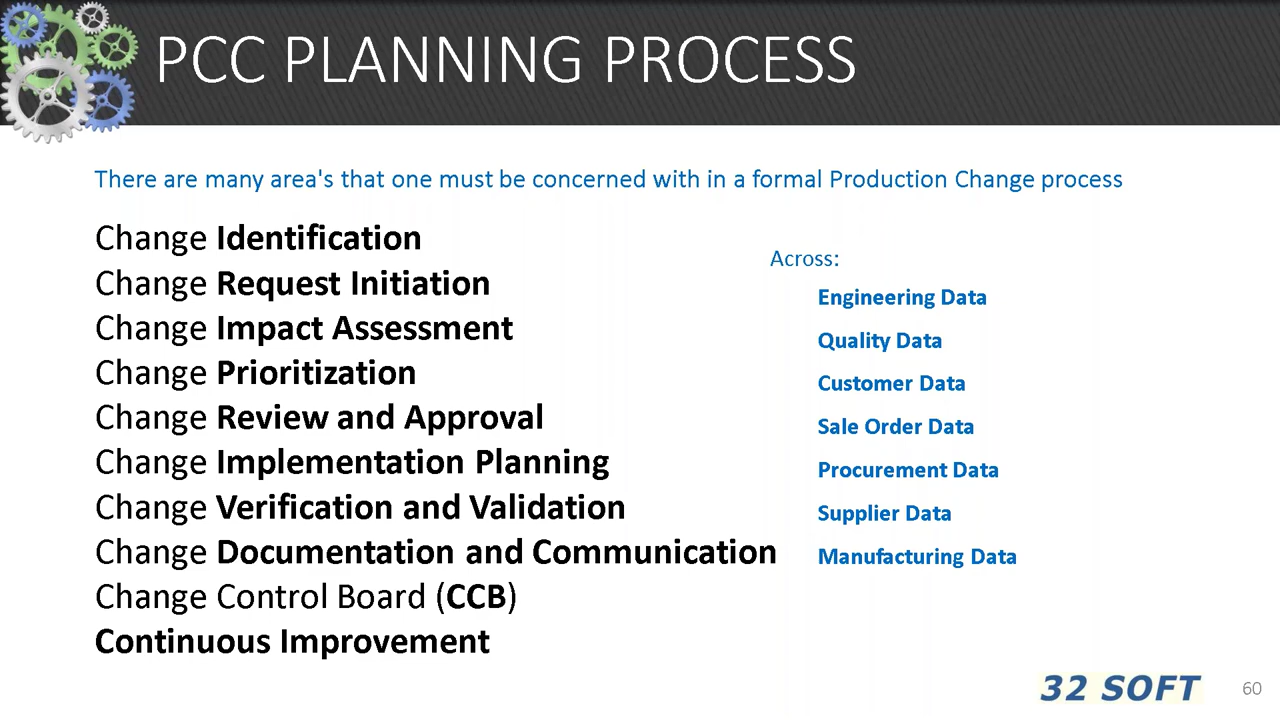 PCC PLANNING PROCESS
There are many area's that one must be concerned with in a formal Production Change process
Change Identification
Change Request Initiation
Change Impact Assessment
Change Prioritization
Change Review and Approval
Change Implementation Planning
Change Verification and Validation
Change Documentation and Communication
Change Control Board (CCB)
Continuous Improvement
Across:
Engineering Data
Quality Data
Customer Data
Sale Order Data
Procurement Data
Supplier Data
Manufacturing Data
32 SOFT
60